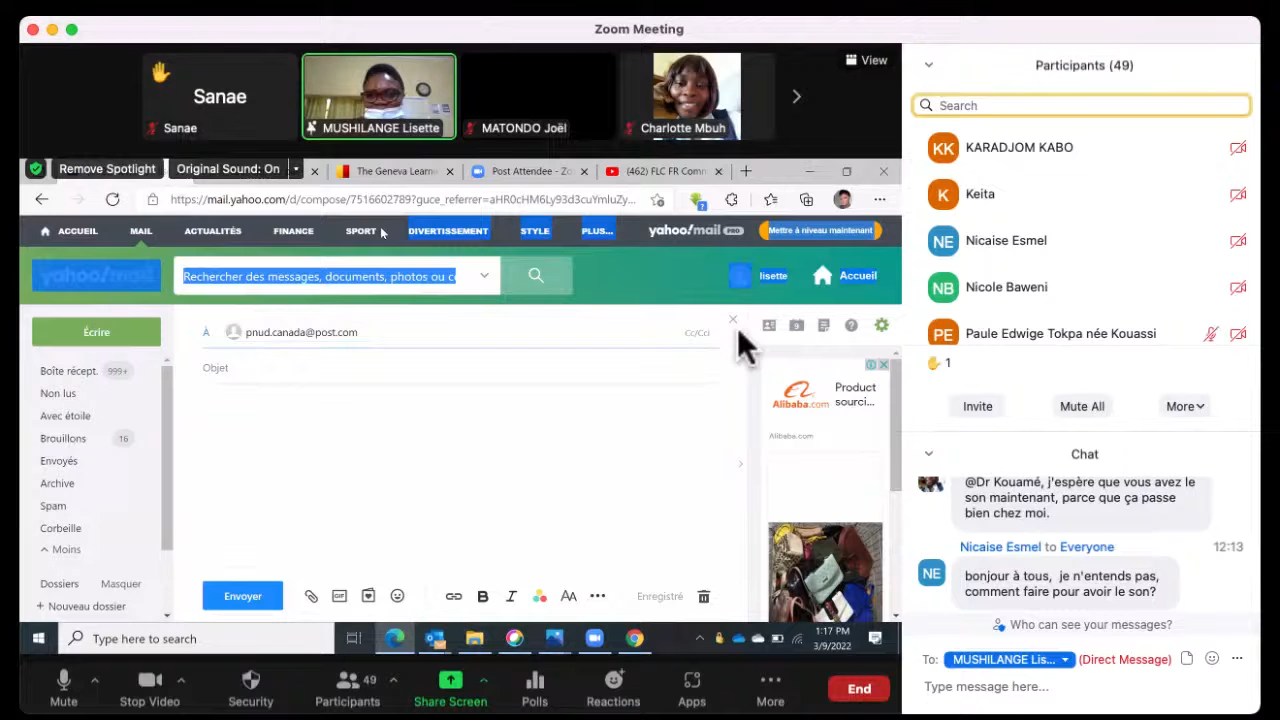 Zoom Meeting
Sanae
Sanae
MUSHILANGE Lisette
MATONDO Joël
Charlotte Mbuh
View
Remove Spotlight
Original Sound: On
The Geneva Learne
Post Attendee - Zo
(462) FLC FR Comm
https://mail.yahoo.com/d/compose/7516602789?guce_referrer=aHR0cHM6Ly93d3cuYmluZy...
ACCUEIL MAIL ACTUALITÉS FINANCE SPORT DIVERTISSEMENT STYLE PLUS...
yahoo!mail PRO
Mettre à niveau maintenant
yahoo!mail
Rechercher des messages, documents, photos ou co
lisette
Accueil
Écrire
À pnud.canada@post.com Cc/Cci
Objet
Boîte récept. 999+
Non lus
Avec étoile
Brouillons 16
Envoyés
Archive
Spam
Corbeille
Moins
Dossiers Masquer
+ Nouveau dossier
9
Alibaba.com
Product
sourci...
Alibaba.com
Envoyer
GIF
B I AA
Enregistré
Type here to search
1:17 PM
3/9/2022
Mute
Stop Video
Security
Participants
49
Share Screen
Polls
Reactions
Apps
More
End
Participants (49)
Search
KK KARADJOM KABO
K Keita
NE Nicaise Esmel
NB Nicole Baweni
PE Paule Edwige Tokpa née Kouassi
1
Invite
Mute All
More
Chat
@Dr Kouamé, j'espère que vous avez le
son maintenant, parce que ça passe
bien chez moi.
Nicaise Esmel to Everyone 12:13
NE
bonjour à tous, je n'entends pas,
comment faire pour avoir le son?
Who can see your messages?
To: MUSHILANGE Lis... (Direct Message)
Type message here...